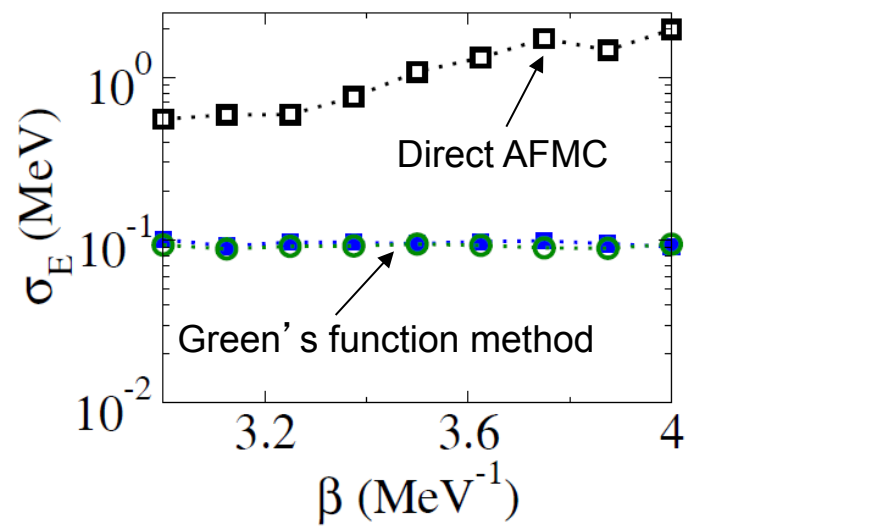 10^0
Direct AFMC
σ_E (MeV)
10^-1
Green's function method
10^-2
3.2 3.6 4
β (MeV^-1)